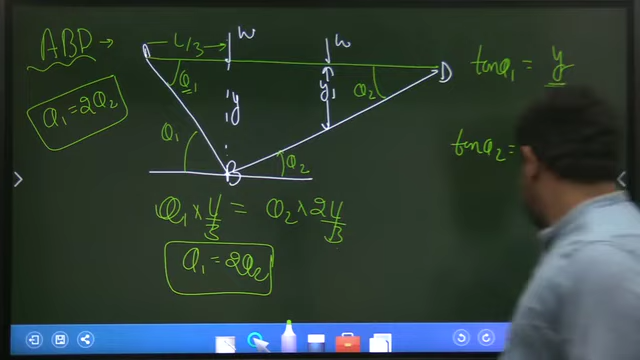 ABD →
L/3
w
w
D
θ1
y
y1
θ2
tanθ1 = y
θ1 = 2θ2
θ1
θ2
tanθ2 =
B
θ1 × y/3 = θ2 × 2y/3
θ1 = 2θ2